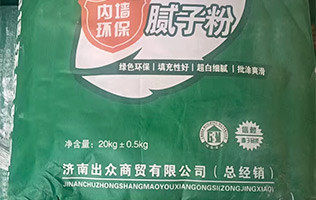 内墙
环保
腻子粉
绿色环保 | 填充性好 | 超白细腻 | 批涂爽滑
净含量：20kg±0.5kg
济南出众商贸有限公司（总经销）
JINANCHUZHONGSHANGMAOYOUXIANGONGSI(ZONGJINGXIAO)